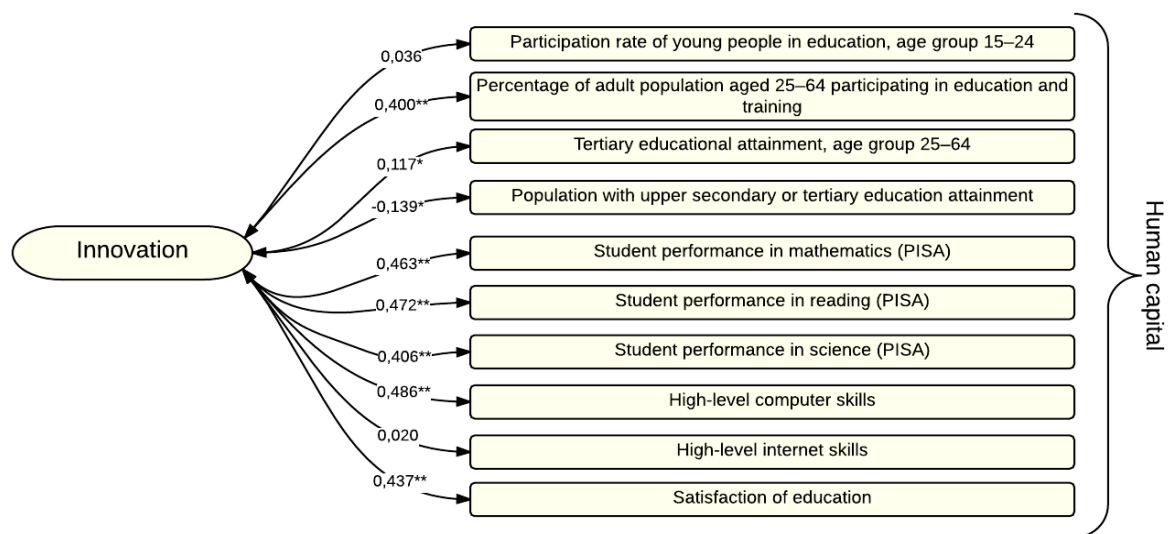 0,036
Participation rate of young people in education, age group 15–24
0,400**
Percentage of adult population aged 25–64 participating in education and
training
0,117*
Tertiary educational attainment, age group 25–64
-0,139*
Population with upper secondary or tertiary education attainment
Innovation
0,463**
Student performance in mathematics (PISA)
0,472**
Student performance in reading (PISA)
0,406**
Student performance in science (PISA)
0,486**
High-level computer skills
0,020
High-level internet skills
0,437**
Satisfaction of education
Human capital